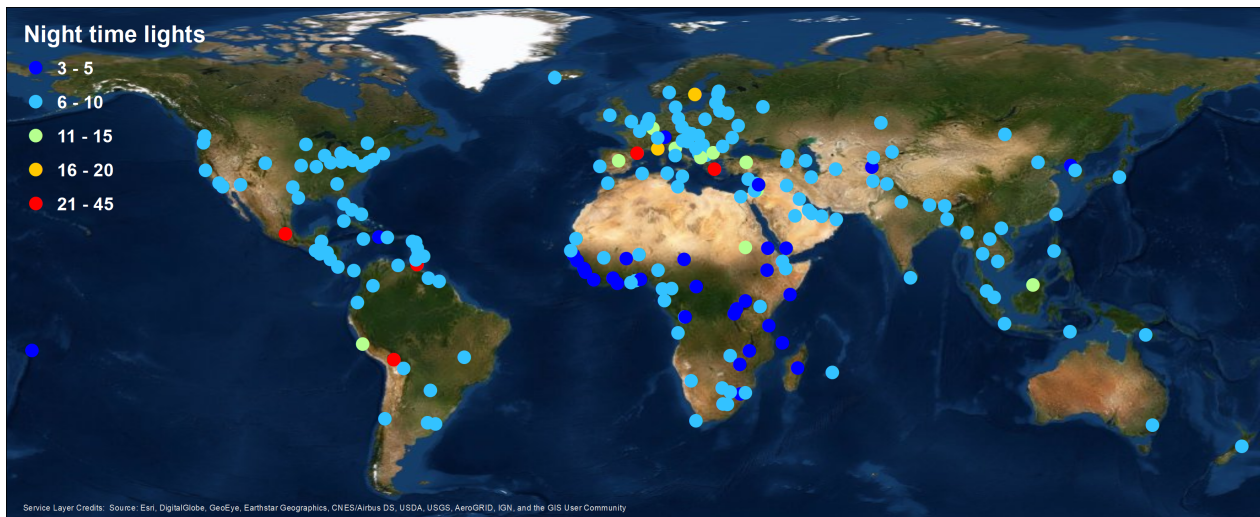 Night time lights
3 - 5
6 - 10
11 - 15
16 - 20
21 - 45
Service Layer Credits: Source: Esri, DigitalGlobe, GeoEye, Earthstar Geographics, CNES/Airbus DS, USDA, USGS, AeroGRID, IGN, and the GIS User Community